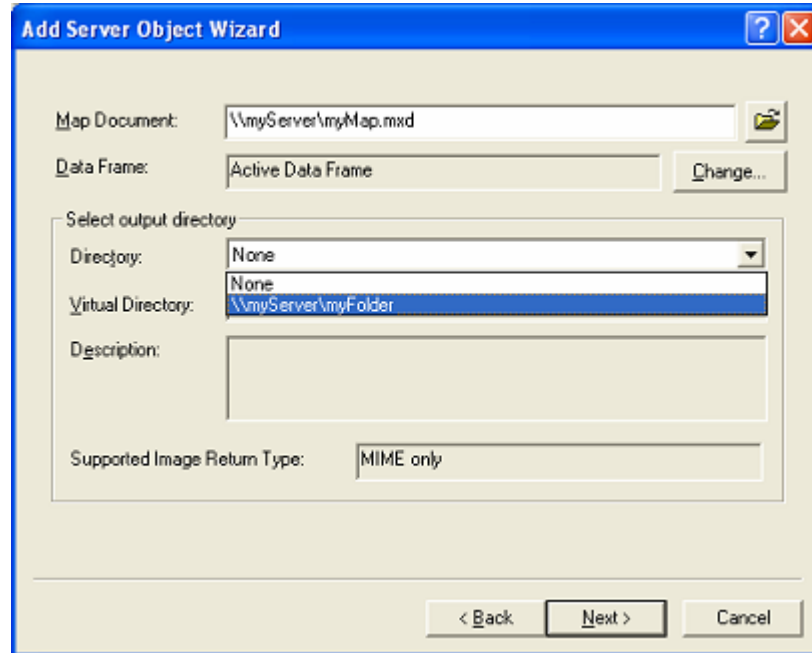 Add Server Object Wizard
Map Document: \\myServer\myMap.mxd
Data Frame: Active Data Frame Change...
Select output directory
Directory: None
None
Virtual Directory: \\myServer\myFolder
Description:
Supported Image Return Type: MIME only
< Back Next > Cancel